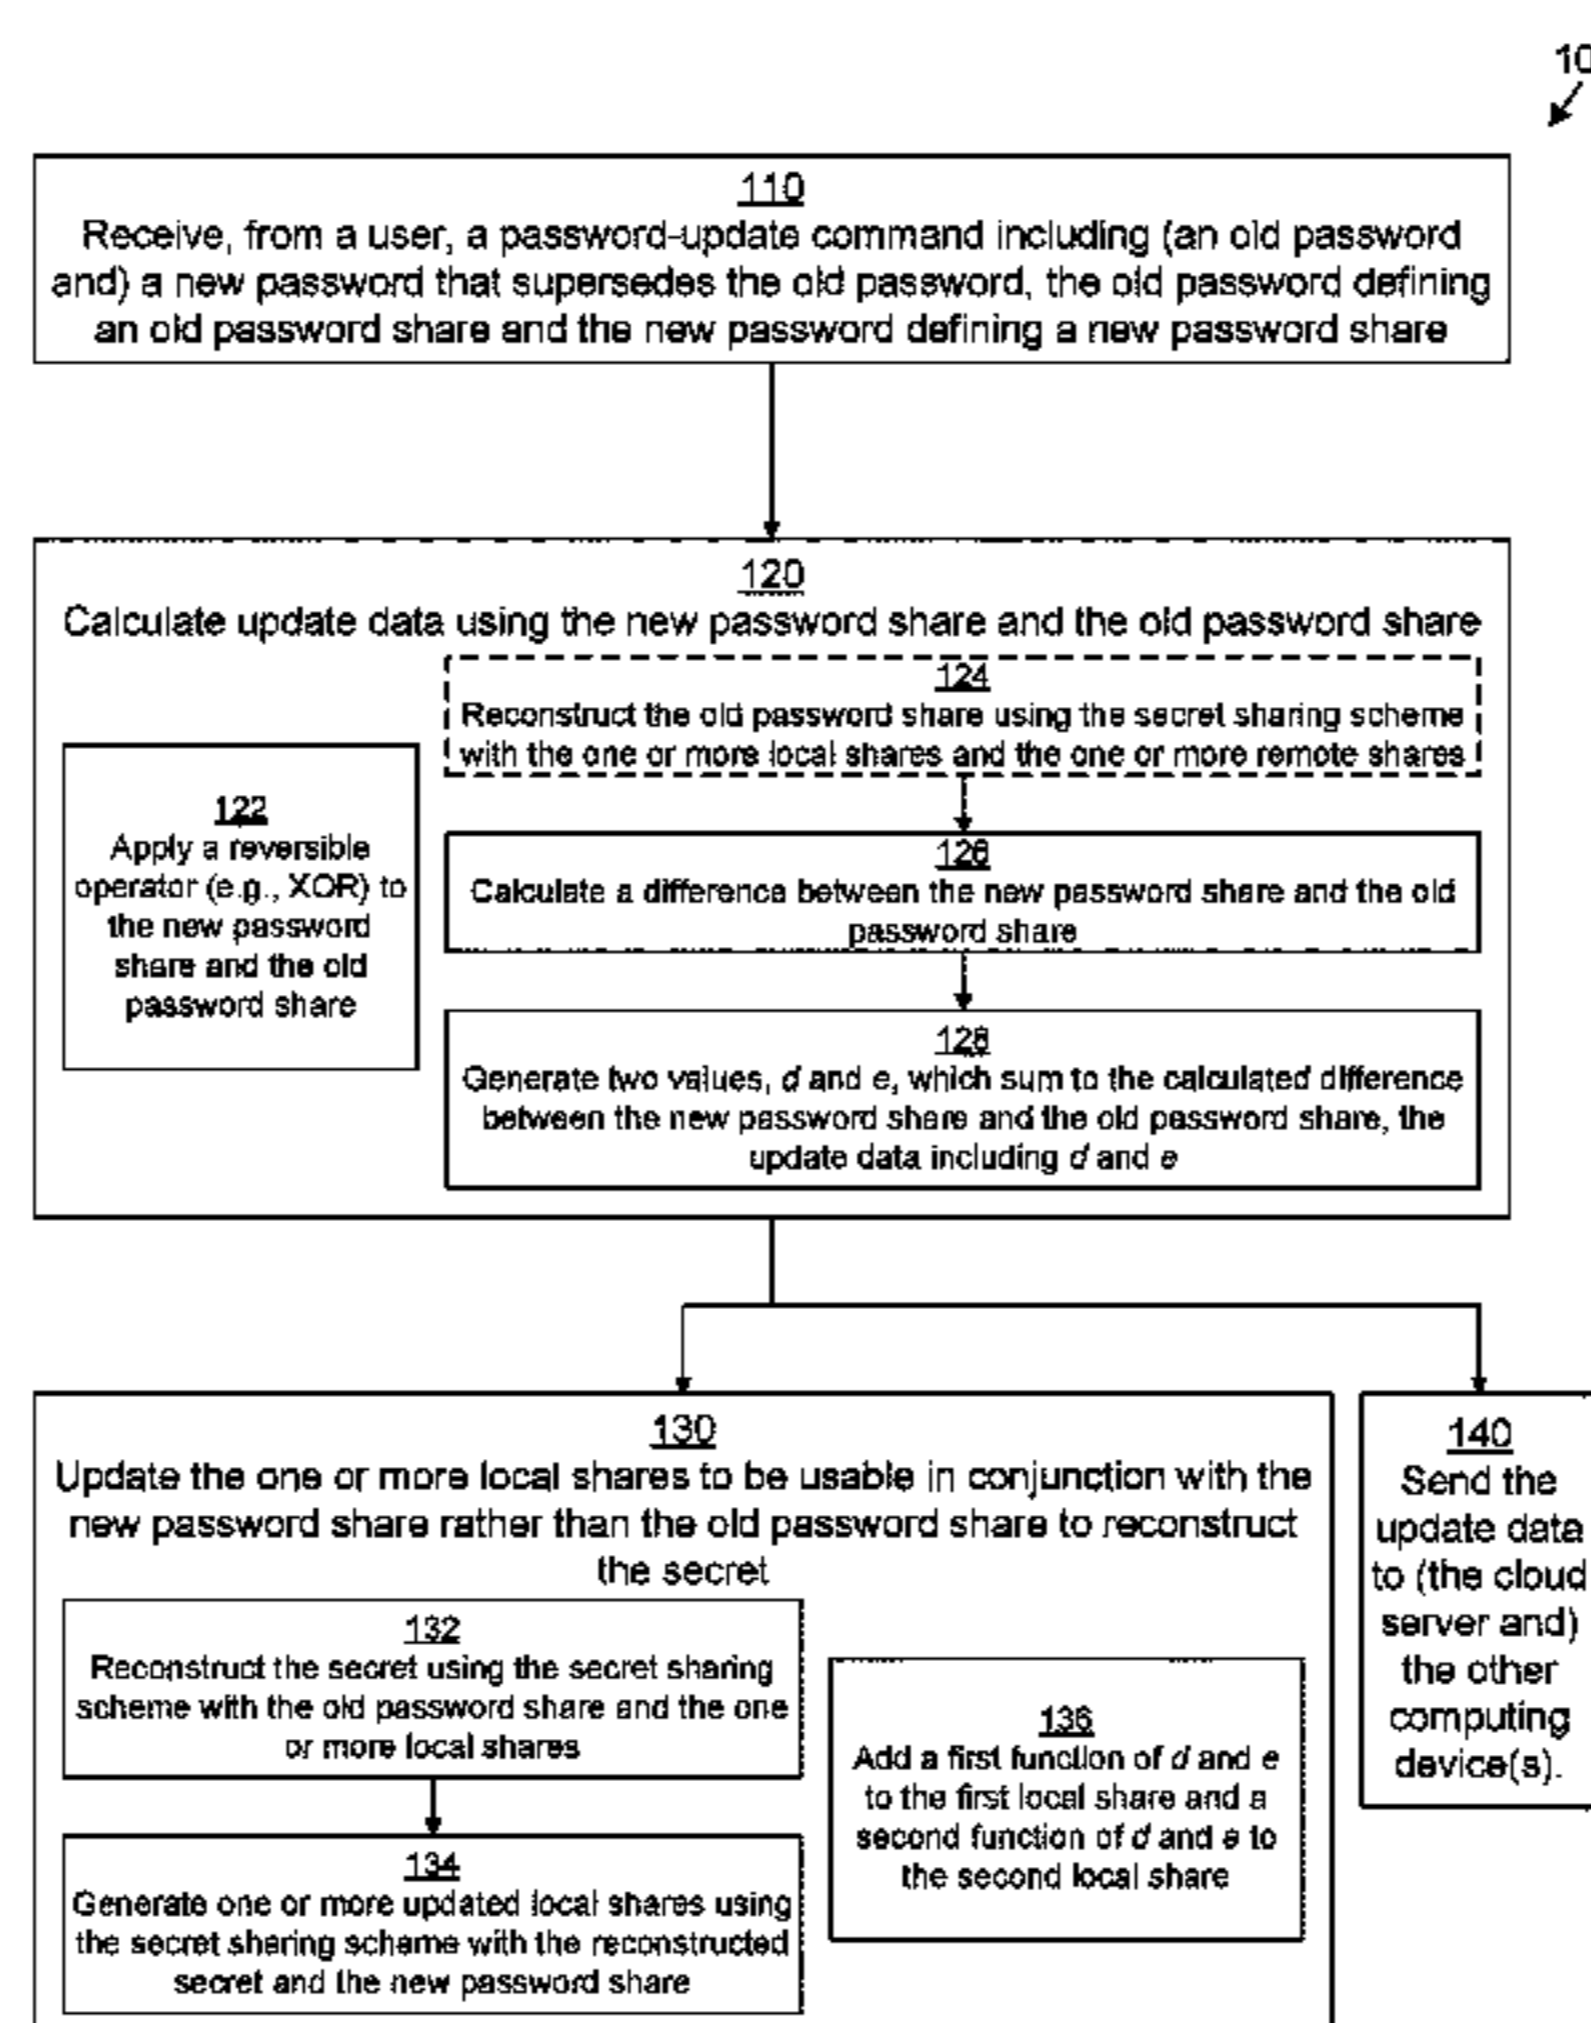 10
110
Receive, from a user, a password-update command including (an old password
and) a new password that supersedes the old password, the old password defining
an old password share and the new password defining a new password share
120
Calculate update data using the new password share and the old password share
124
Reconstruct the old password share using the secret sharing scheme
with the one or more local shares and the one or more remote shares
122
Apply a reversible
operator (e.g., XOR) to
the new password
share and the old
password share
126
Calculate a difference between the new password share and the old
password share
128
Generate two values, d and e, which sum to the calculated difference
between the new password share and the old password share, the
update data including d and e
130
Update the one or more local shares to be usable in conjunction with the
new password share rather than the old password share to reconstruct
the secret
132
Reconstruct the secret using the secret sharing
scheme with the old password share and the one
or more local shares
134
Generate one or more updated local shares using
the secret sharing scheme with the reconstructed
secret and the new password share
136
Add a first function of d and e
to the first local share and a
second function of d and e to
the second local share
140
Send the
update data
to (the cloud
server and)
the other
computing
device(s).